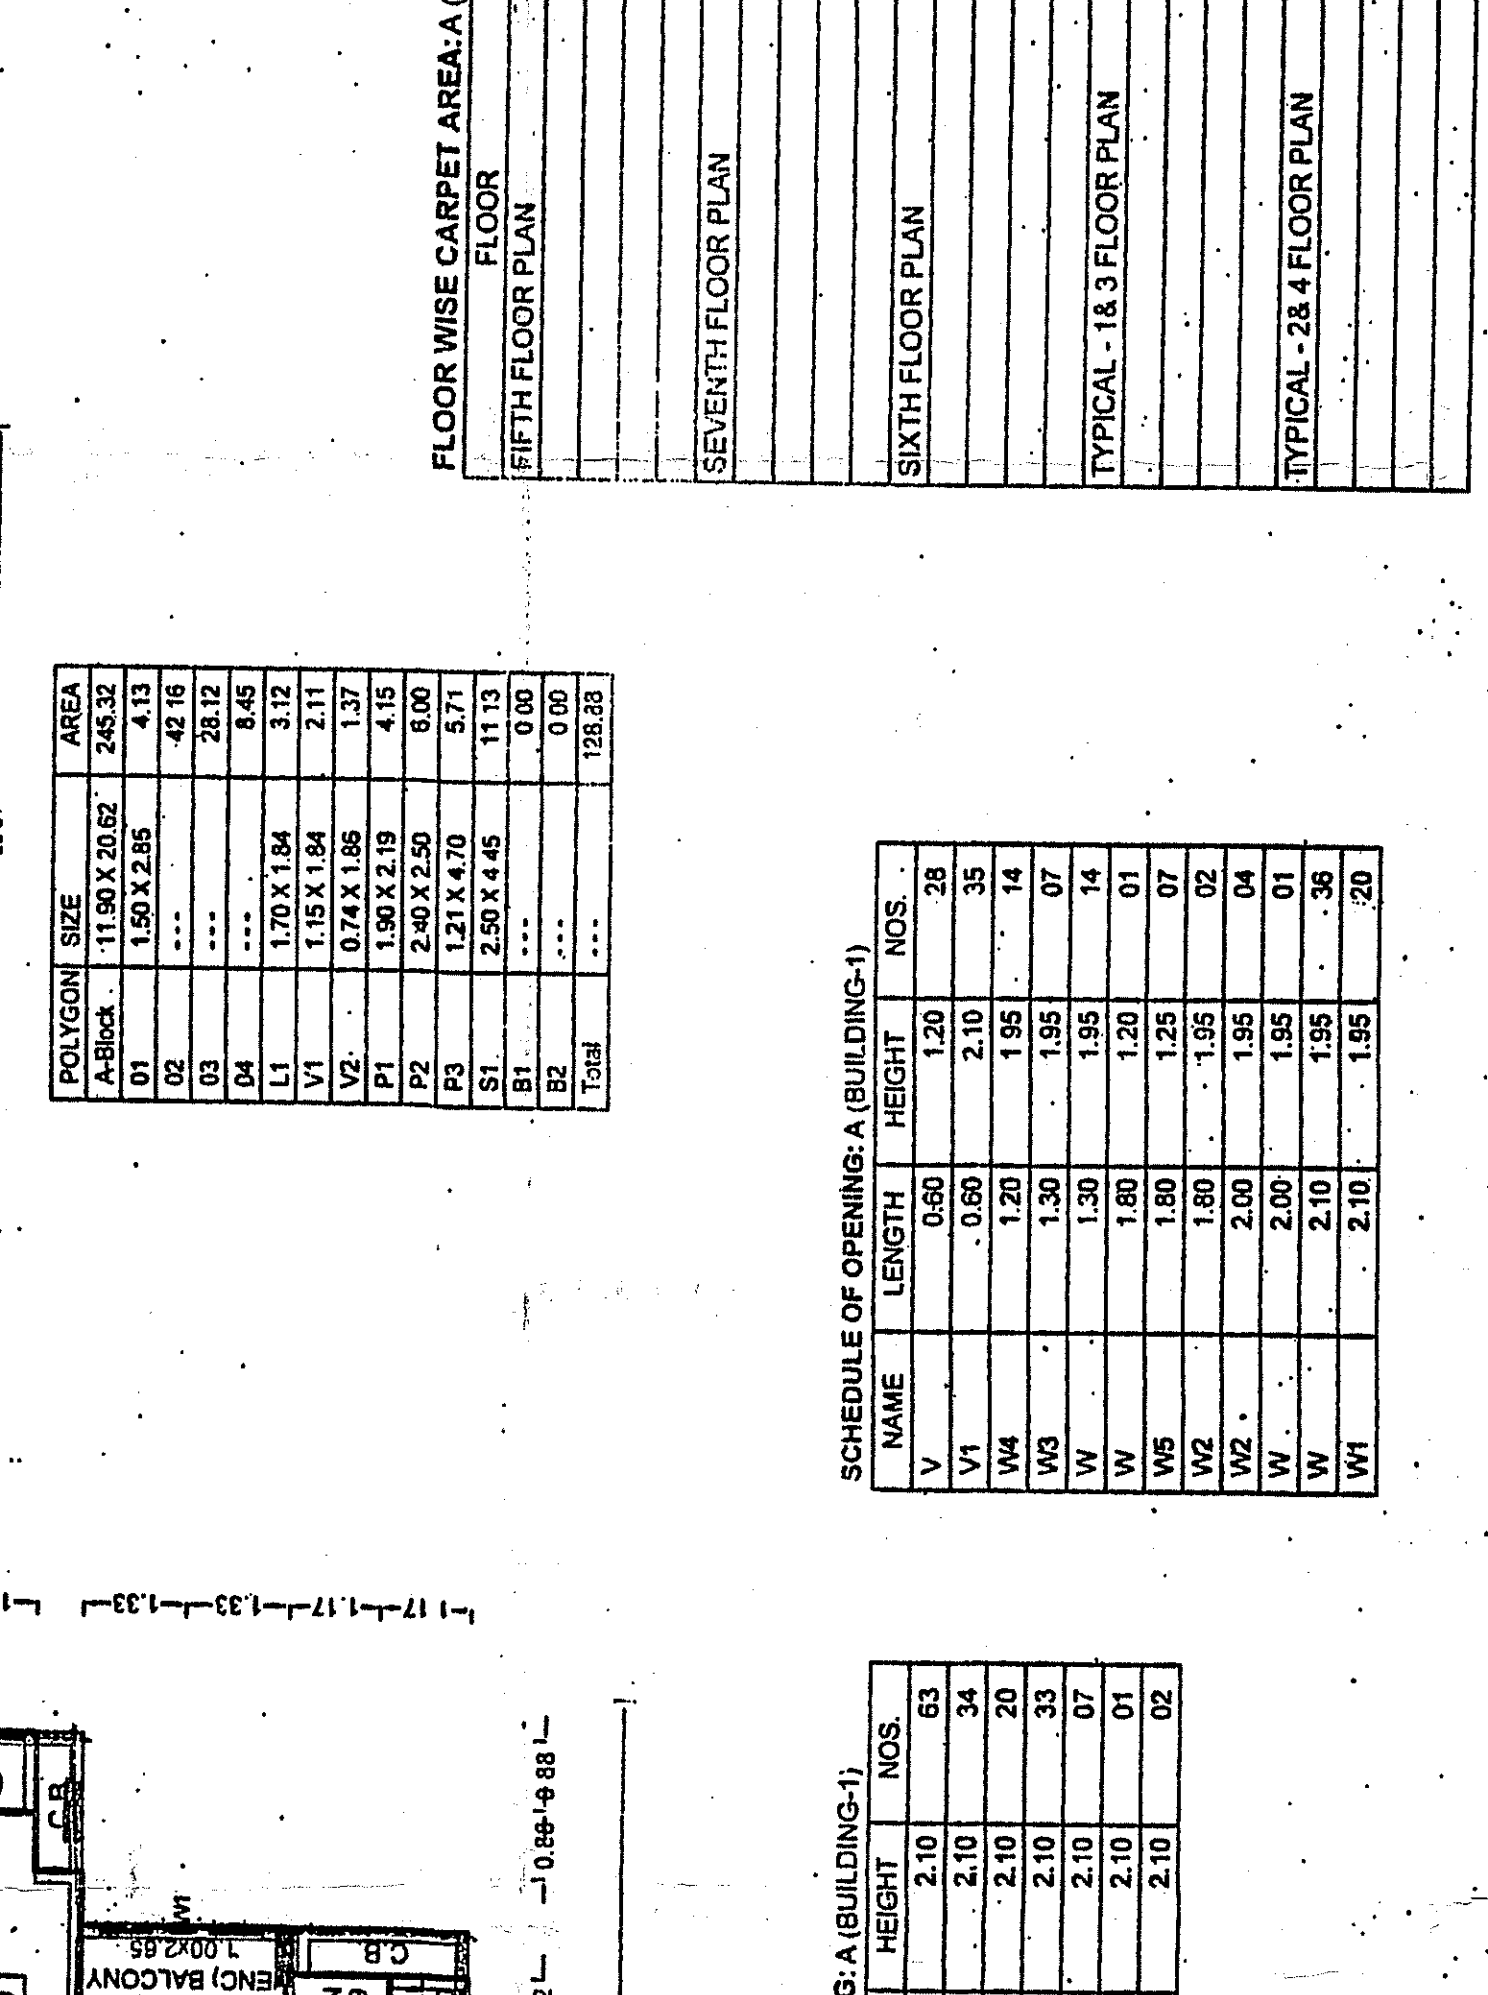 FLOOR WISE CARPET AREA: A (
FLOOR
FIFTH FLOOR PLAN
SEVENTH FLOOR PLAN
SIXTH FLOOR PLAN
TYPICAL - 1& 3 FLOOR PLAN
TYPICAL - 2& 4 FLOOR PLAN
POLYGON SIZE AREA
A-Block 11.90 X 20.62 245.32
01 1.50 X 2.85 4.13
02 --- 42 16
03 --- 28.12
04 --- 8.45
L1 1.70 X 1.84 3.12
V1 1.15 X 1.84 2.11
V2 0.74 X 1.86 1.37
P1 1.90 X 2.19 4.15
P2 2.40 X 2.50 6.00
P3 1.21 X 4.70 5.71
S1 2.50 X 4 45 11 13
B1 --- 0 00
B2 --- 0 00
Total --- 128.88
SCHEDULE OF OPENING: A (BUILDING-1)
NAME LENGTH HEIGHT NOS.
V 0.60 1.20 28
V1 0.60 2.10 35
W4 1.20 1 95 14
W3 1.30 1.95 07
W 1.30 1.95 14
W 1.80 1.20 01
W5 1.80 1.25 07
W2 1.80 1.95 02
W2 2.00 1.95 04
W 2.00 1.95 01
W 2.10 1.95 36
W1 2.10 1.95 20
1.33 1.33 1.17 1 17
G: A (BUILDING-1)
HEIGHT NOS.
2.10 63
2.10 34
2.10 20
2.10 33
2.10 07
2.10 01
2.10 02
C.B
W1
1.00x2.65
(ENC) BALCONY
C.B
0.88 0 88